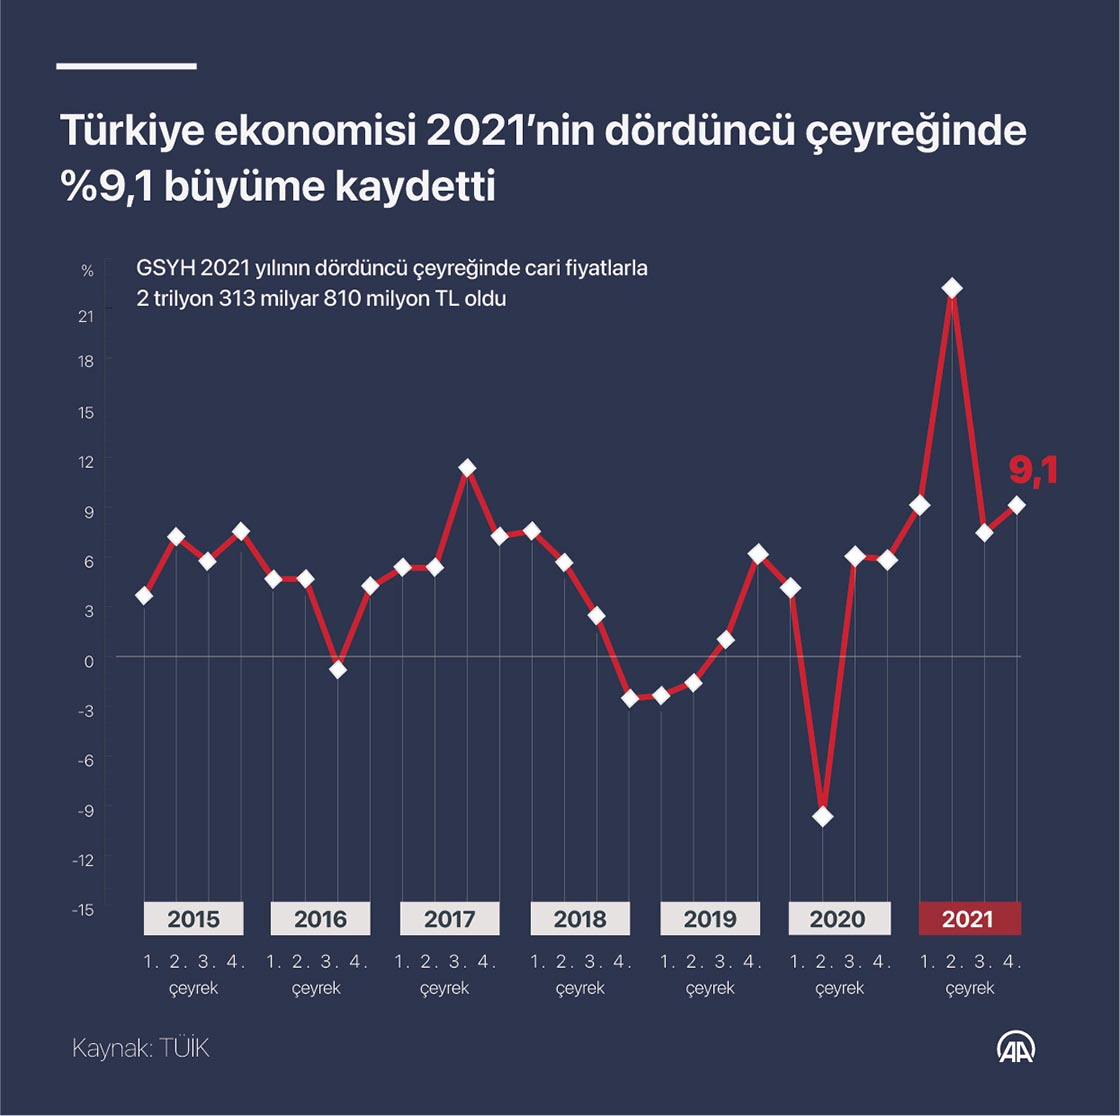 Türkiye ekonomisi 2021’nin dördüncü çeyreğinde
%9,1 büyüme kaydetti
GSYH 2021 yılının dördüncü çeyreğinde cari fiyatlarla
2 trilyon 313 milyar 810 milyon TL oldu
%
21
18
15
12
9
6
3
0
-3
-6
-9
-12
-15
9,1
2015 2016 2017 2018 2019 2020 2021
1. 2. 3. 4. 1. 2. 3. 4. 1. 2. 3. 4. 1. 2. 3. 4. 1. 2. 3. 4. 1. 2. 3. 4. 1. 2. 3. 4.
çeyrek çeyrek çeyrek çeyrek çeyrek çeyrek çeyrek
Kaynak: TÜİK
AA